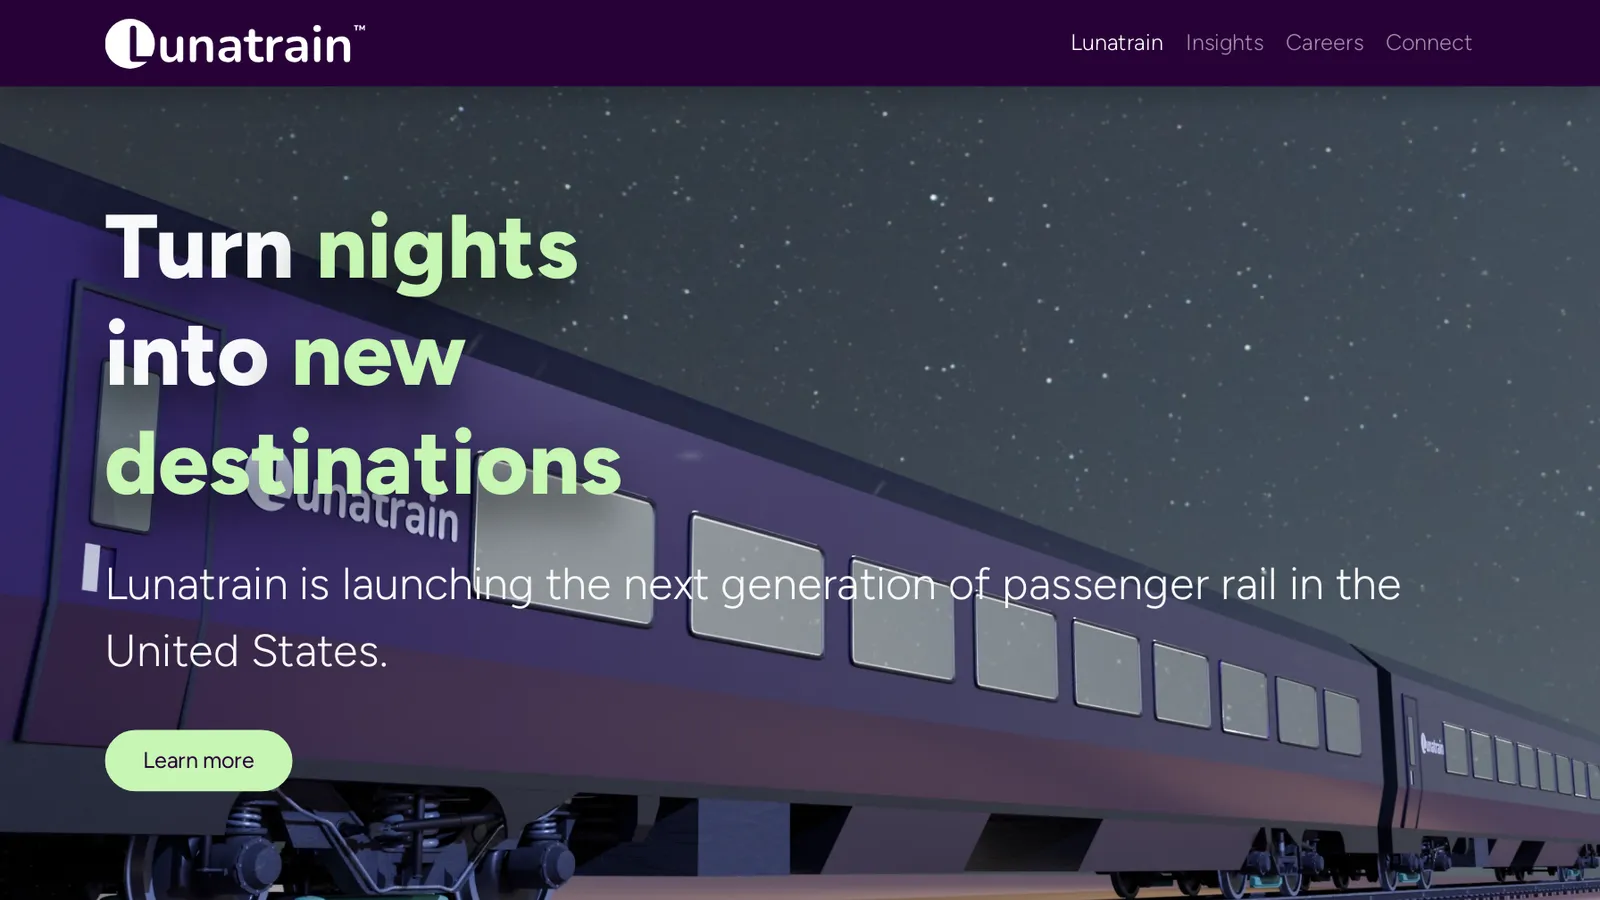 Lunatrain™
Lunatrain Insights Careers Connect
Turn nights
into new
destinations
Lunatrain
Lunatrain is launching the next generation of passenger rail in the
United States.
Lunatrain
Learn more